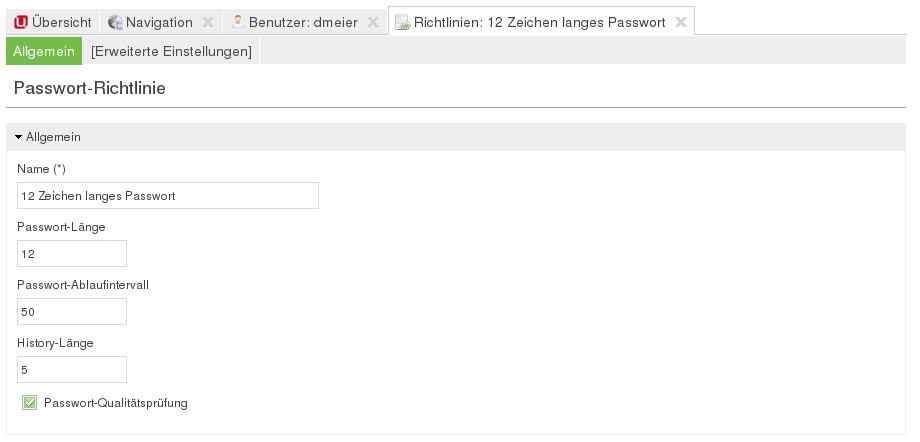 Übersicht Navigation Benutzer: dmeier Richtlinien: 12 Zeichen langes Passwort
Allgemein [Erweiterte Einstellungen]
Passwort-Richtlinie
Allgemein
Name (*)
12 Zeichen langes Passwort
Passwort-Länge
12
Passwort-Ablaufintervall
50
History-Länge
5
Passwort-Qualitätsprüfung